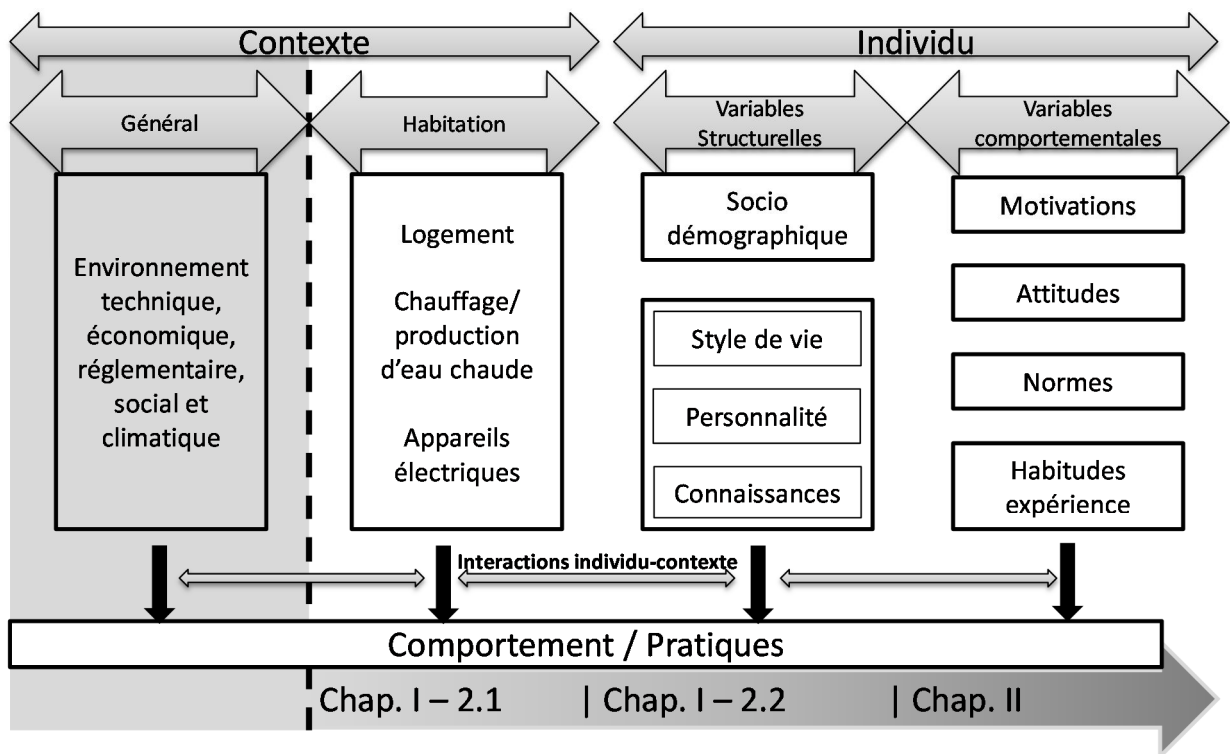 Contexte
Individu
Général
Habitation
Variables
Structurelles
Variables
comportementales
Environnement
technique,
économique,
réglementaire,
social et
climatique
Logement
Chauffage/
production
d'eau chaude
Appareils
électriques
Socio
démographique
Style de vie
Personnalité
Connaissances
Motivations
Attitudes
Normes
Habitudes
expérience
Interactions individu-contexte
Comportement / Pratiques
Chap. I – 2.1 | Chap. I – 2.2 | Chap. II